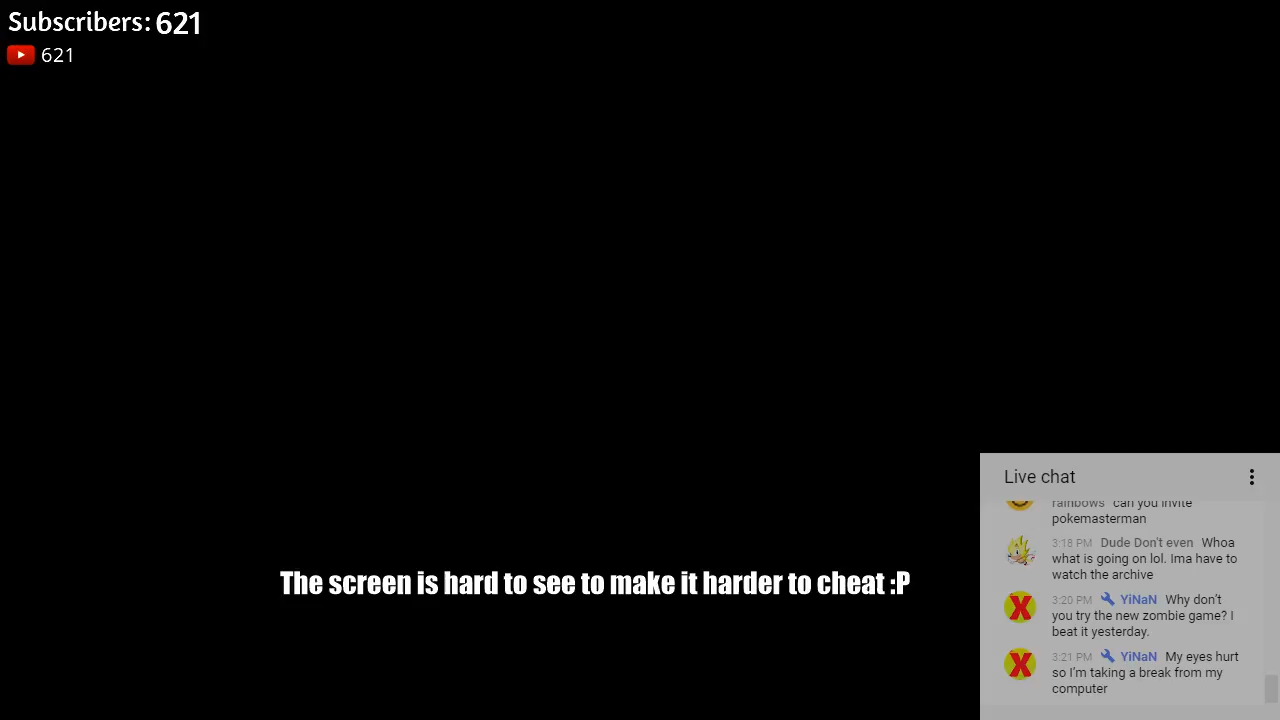 Subscribers: 621
621
Live chat
rainbows can you invite
pokemasterman
3:18 PM Dude Don't even Whoa
what is going on lol. Ima have to
watch the archive
The screen is hard to see to make it harder to cheat :P
3:20 PM YiNaN Why don't
you try the new zombie game? I
beat it yesterday.
3:21 PM YiNaN My eyes hurt
so I'm taking a break from my
computer